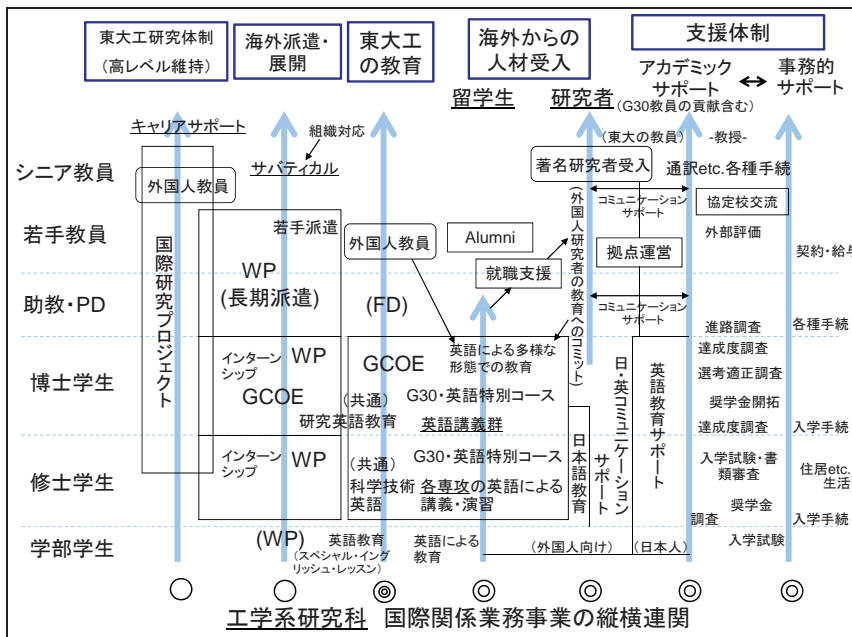 東大工研究体制
(高レベル維持)
海外派遣・
展開
東大工
の教育
海外からの
人材受入
支援体制
留学生
研究者
アカデミック
サポート
(G30教員の貢献含む)
事務的
サポート
キャリアサポート
組織対応
サバティカル
(東大の教員)
-教授-
シニア教員
外国人教員
著名研究者受入
通訳etc.各種手続
コミュニケーション
サポート
協定校交流
若手教員
若手派遣
外国人教員
Alumni
外部評価
国際研究プロジェクト
WP
(長期派遣)
就職支援
(外国人研究者の教育へのコミット)
拠点運営
契約・給与
助教・PD
(FD)
コミュニケーション
サポート
進路調査
各種手続
博士学生
インターン
シップ
WP
GCOE
GCOE
英語による多様な
形態での教育
(共通)
研究英語教育
G30・英語特別コース
英語講義群
日・英コミュニケーション
サポート
英語教育サポート
達成度調査
選考適正調査
奨学金開拓
達成度調査
入学手続
修士学生
インターン
シップ
WP
(共通)
科学技術
英語
G30・英語特別コース
各専攻の英語による
講義・演習
日本語教育
入学試験・書
類審査
住居etc.
生活
奨学金
調査
入学手続
学部学生
(WP)
英語教育
(スペシャル・イング
リッシュ・レッスン)
英語による
教育
(外国人向け)
(日本人)
入学試験
工学系研究科 国際関係業務事業の縦横連関